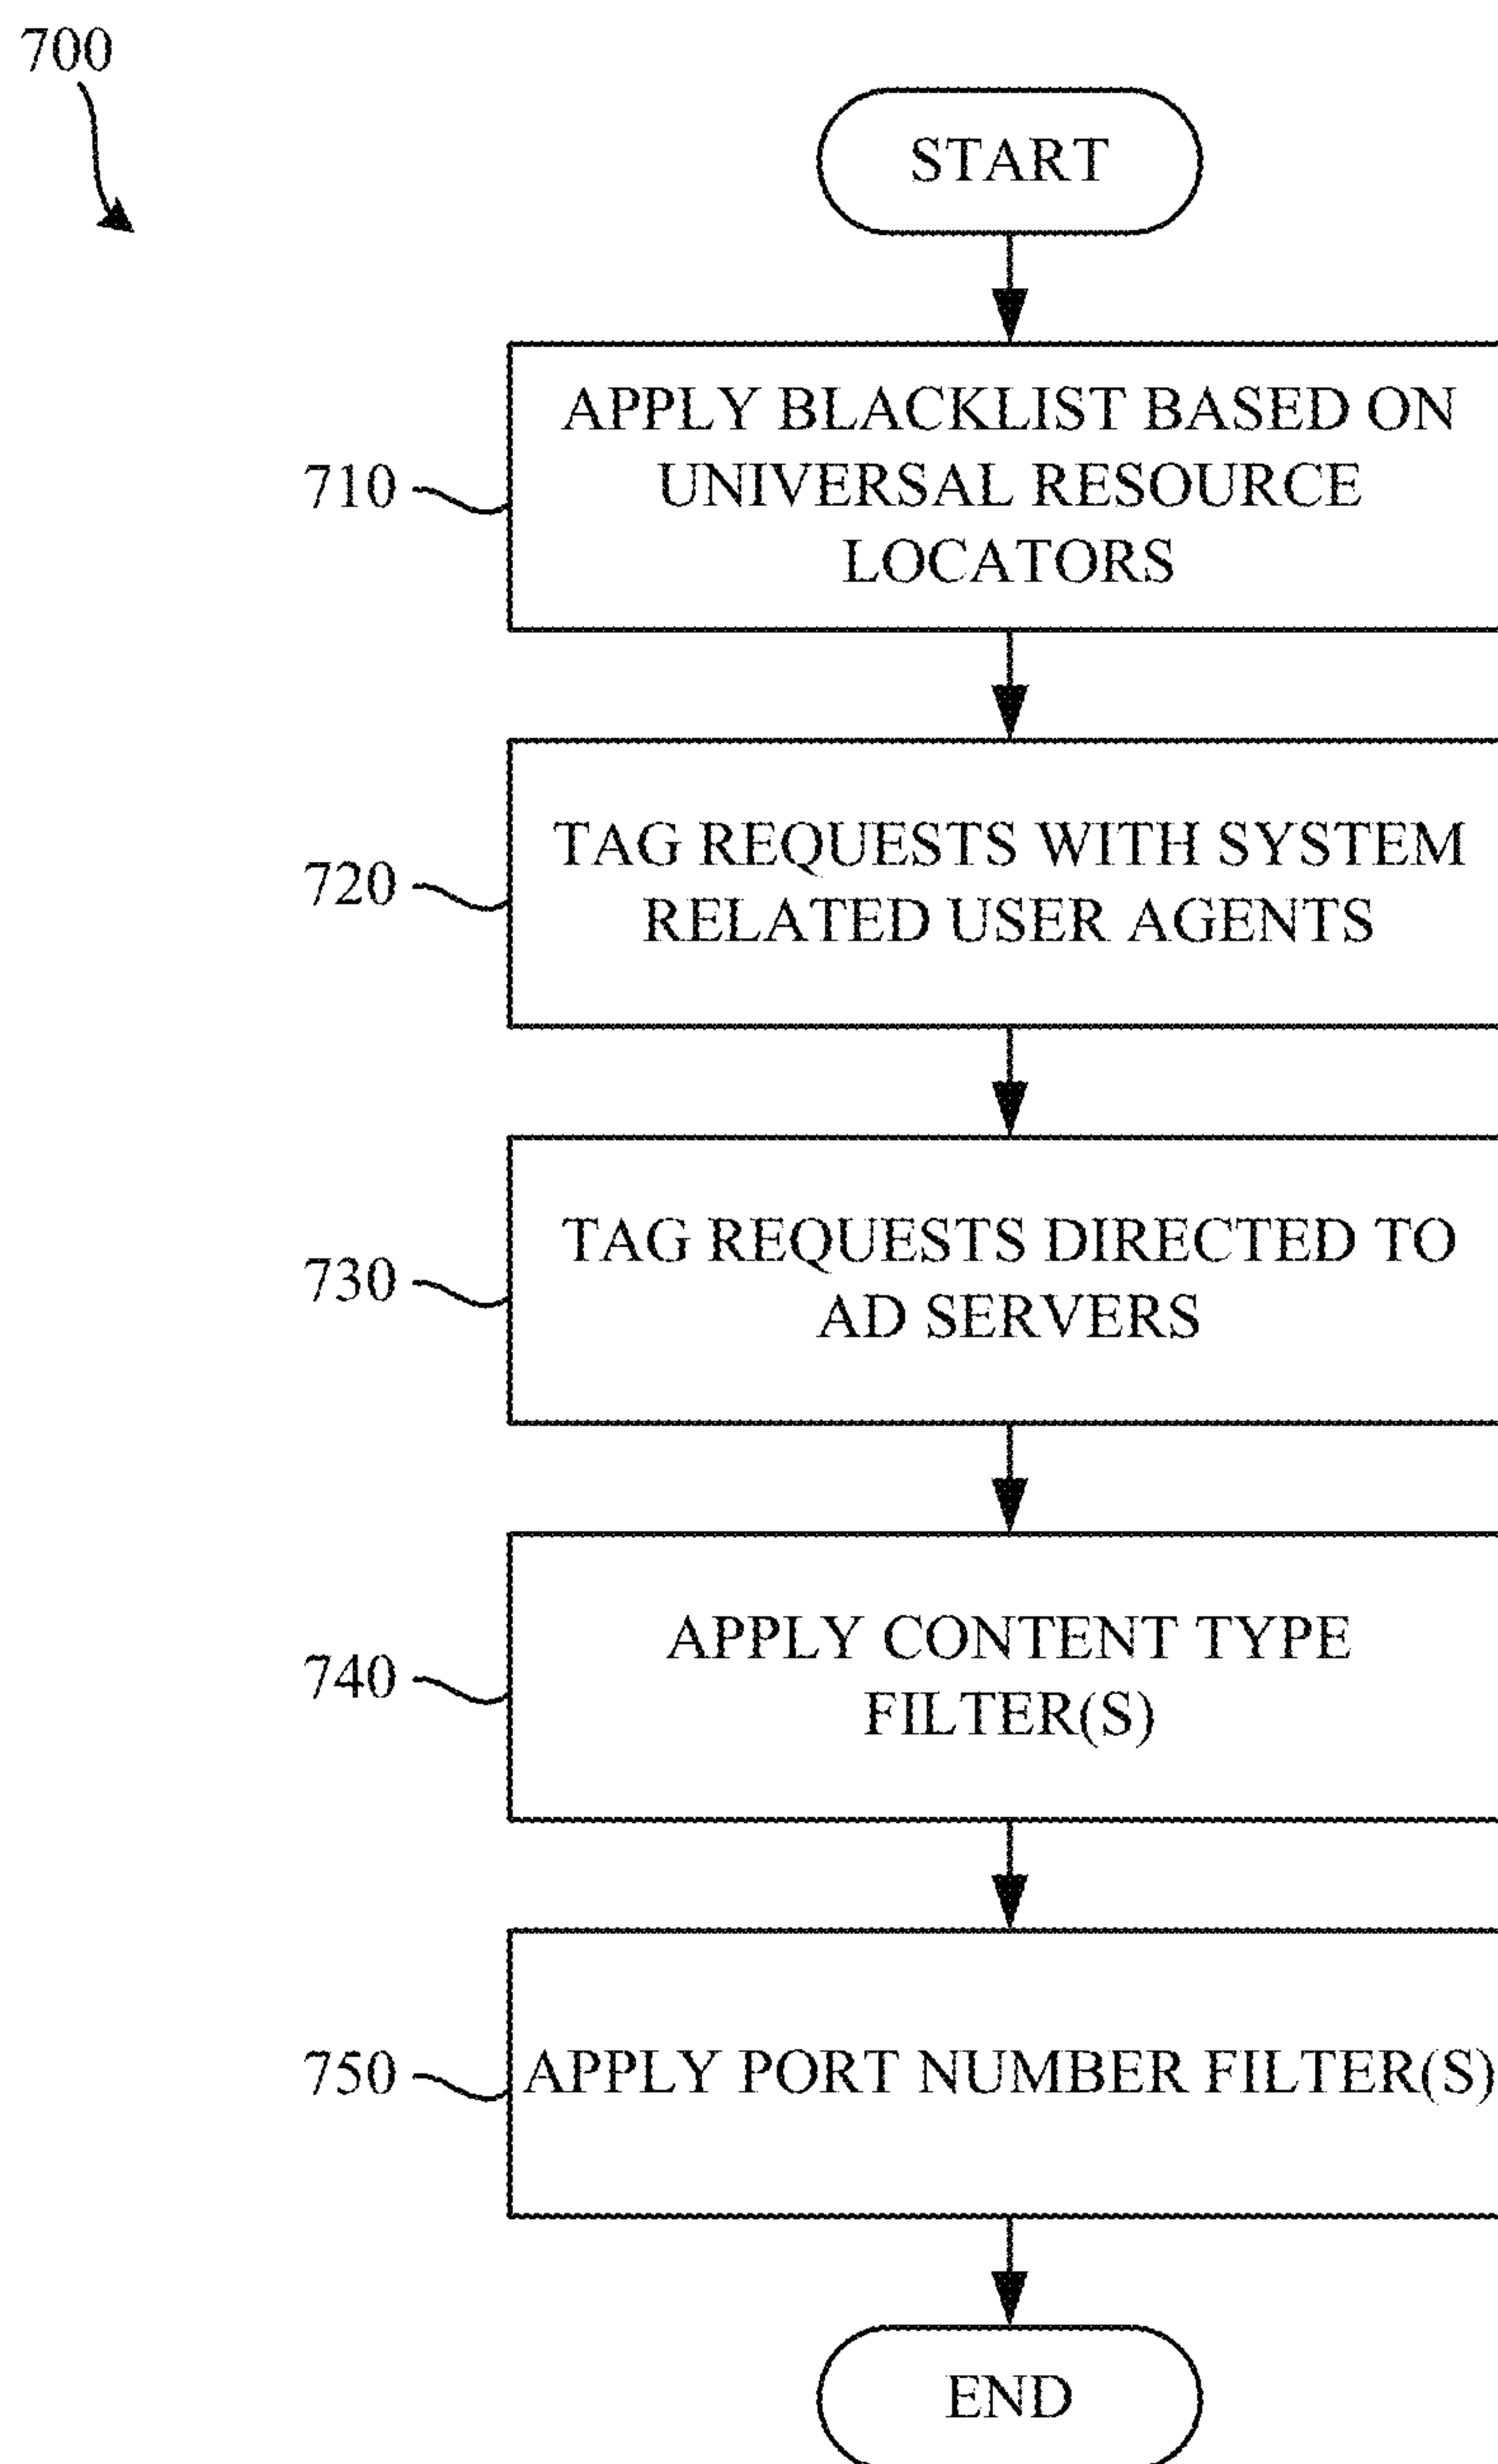 700
START
710
APPLY BLACKLIST BASED ON
UNIVERSAL RESOURCE
LOCATORS
720
TAG REQUESTS WITH SYSTEM
RELATED USER AGENTS
730
TAG REQUESTS DIRECTED TO
AD SERVERS
740
APPLY CONTENT TYPE
FILTER(S)
750
APPLY PORT NUMBER FILTER(S)
END